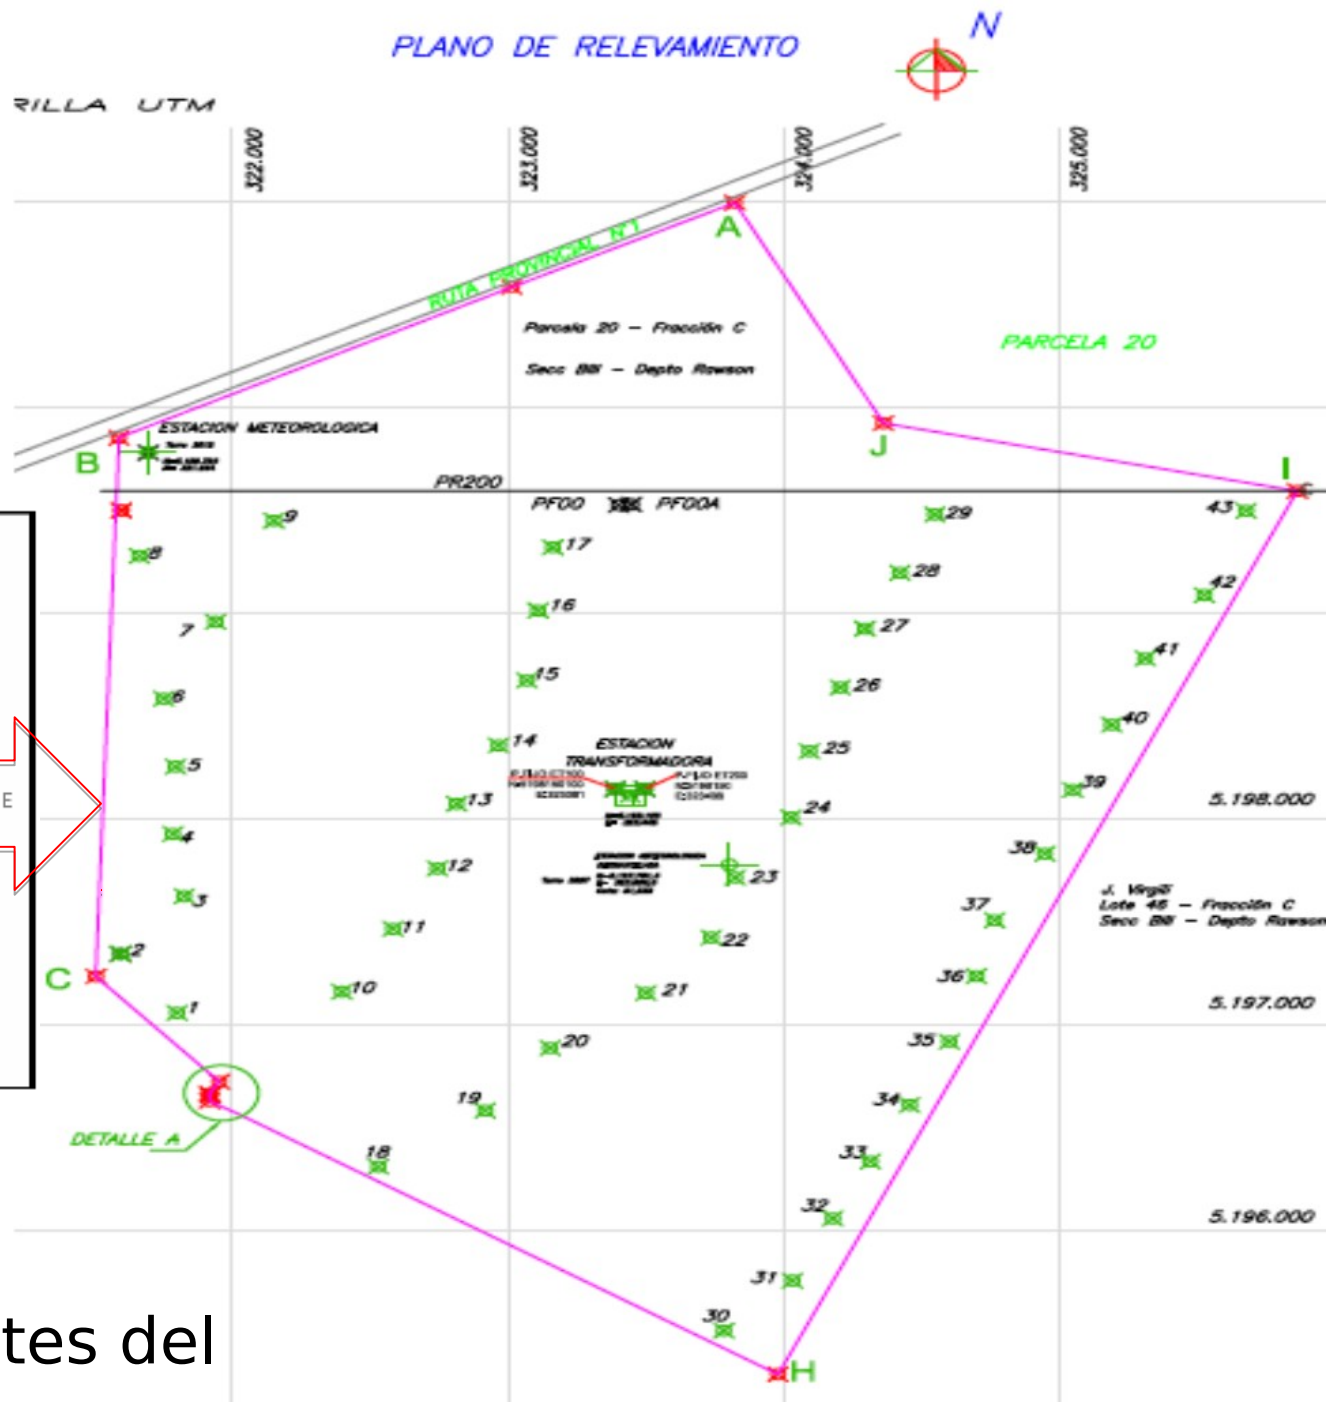 PLANO DE RELEVAMIENTO
N
RILLA UTM
322.000
323.000
324.000
325.000
RUTA PROVINCIAL N°1
A
Parcela 20 - Fracción C
Secc BIII - Depto Rawson
PARCELA 20
ESTACION METEOROLOGICA
B
J
I
PR200
PF00
PF00A
9
29
43
8
17
28
42
16
7
27
41
15
6
26
40
14
ESTACION
TRANSFORMADORA
25
5
13
39
5.198.000
24
4
38
12
23
J. Virgili
Lote 46 - Fracción C
Secc BIII - Depto Rawson
E
3
37
11
22
2
C
36
10
21
5.197.000
1
35
20
19
34
DETALLE A
18
33
32
5.196.000
31
30
tes del
H